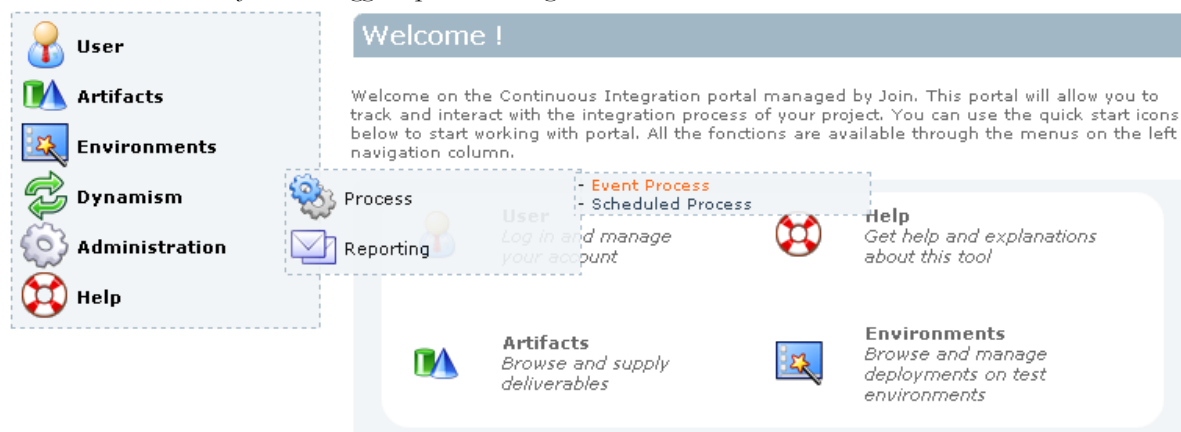 User
Artifacts
Environments
Dynamism
Administration
Help
Process
Reporting
- Event Process
- Scheduled Process
Welcome !
Welcome on the Continuous Integration portal managed by Join. This portal will allow you to
track and interact with the integration process of your project. You can use the quick start icons
below to start working with portal. All the fonctions are available through the menus on the left
navigation column.
User
Log in and manage
your account
Help
Get help and explanations
about this tool
Artifacts
Browse and supply
deliverables
Environments
Browse and manage
deployments on test
environments